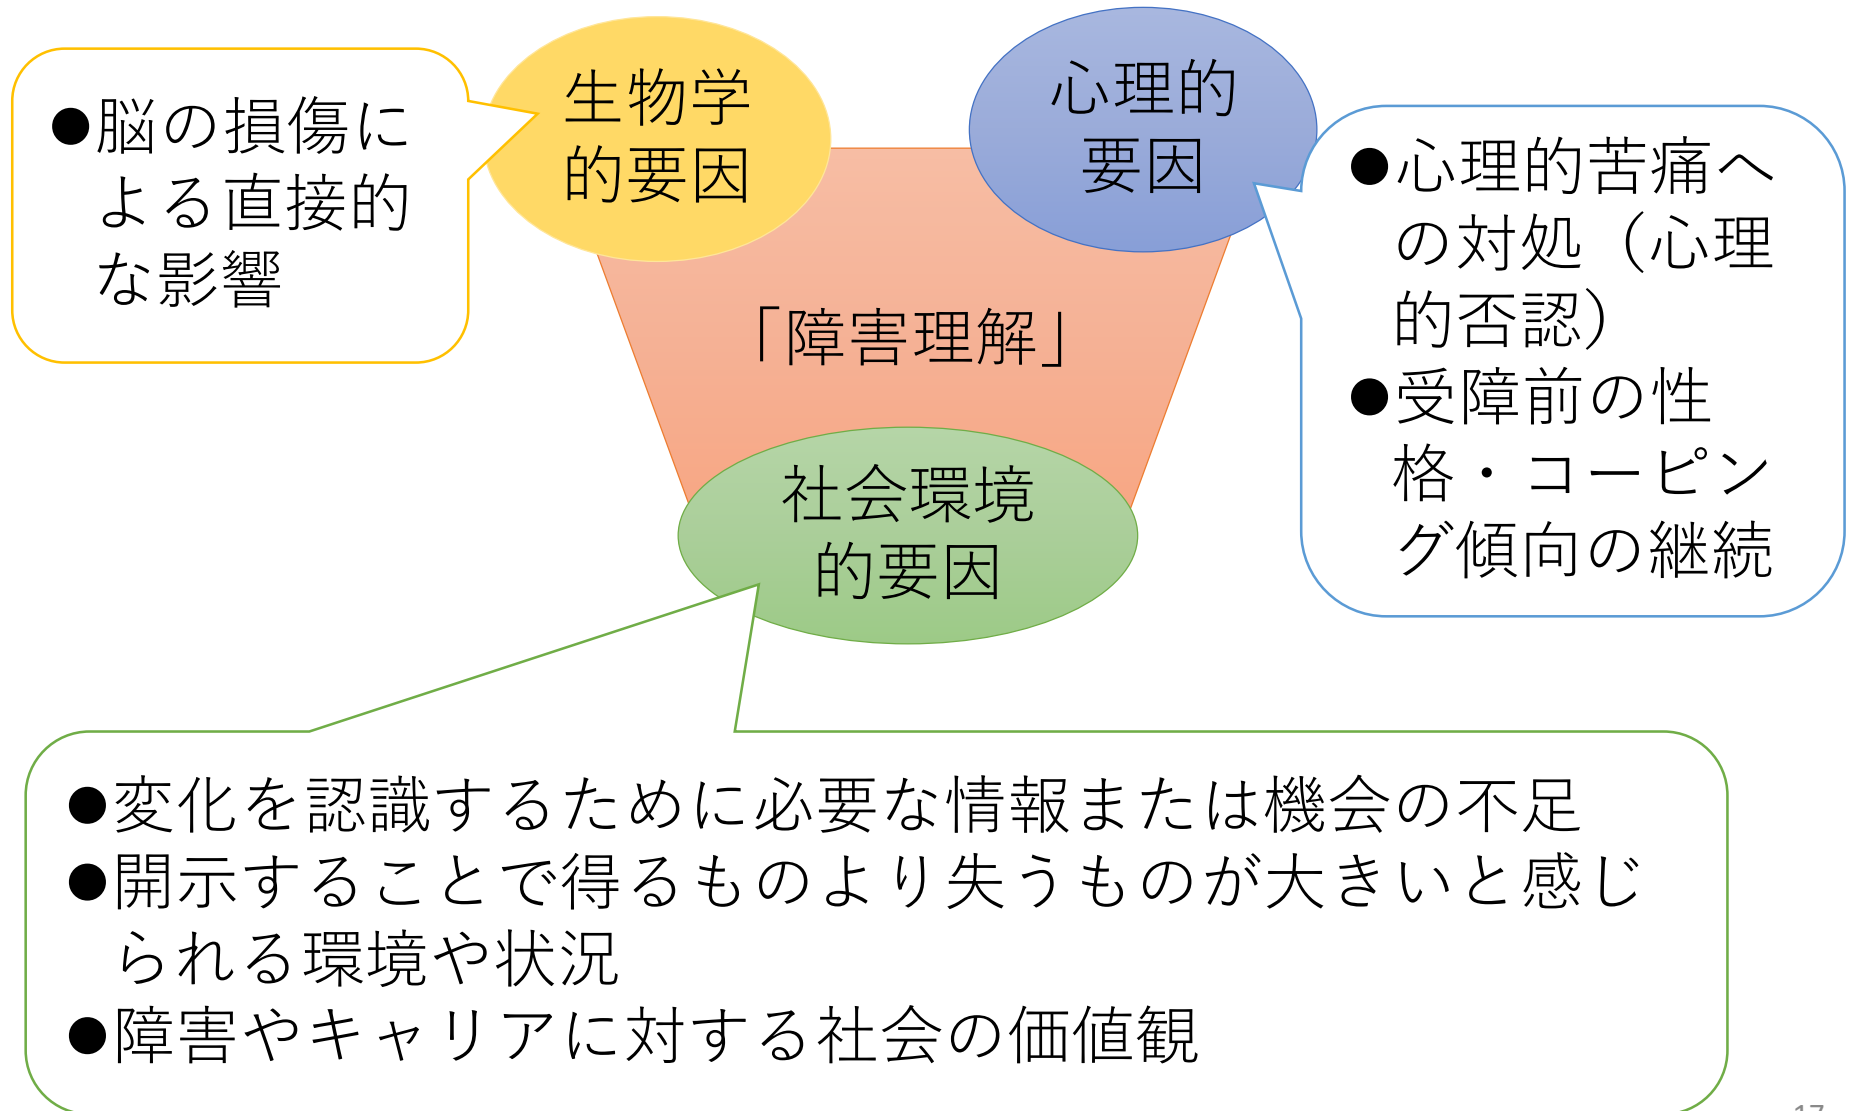 ●脳の損傷に
よる直接的
な影響
生物学
的要因
心理的
要因
●心理的苦痛へ
の対処（心理
的否認）
●受障前の性
格・コーピン
グ傾向の継続
「障害理解」
社会環境
的要因
●変化を認識するために必要な情報または機会の不足
●開示することで得るものより失うものが大きいと感じ
られる環境や状況
●障害やキャリアに対する社会の価値観
17